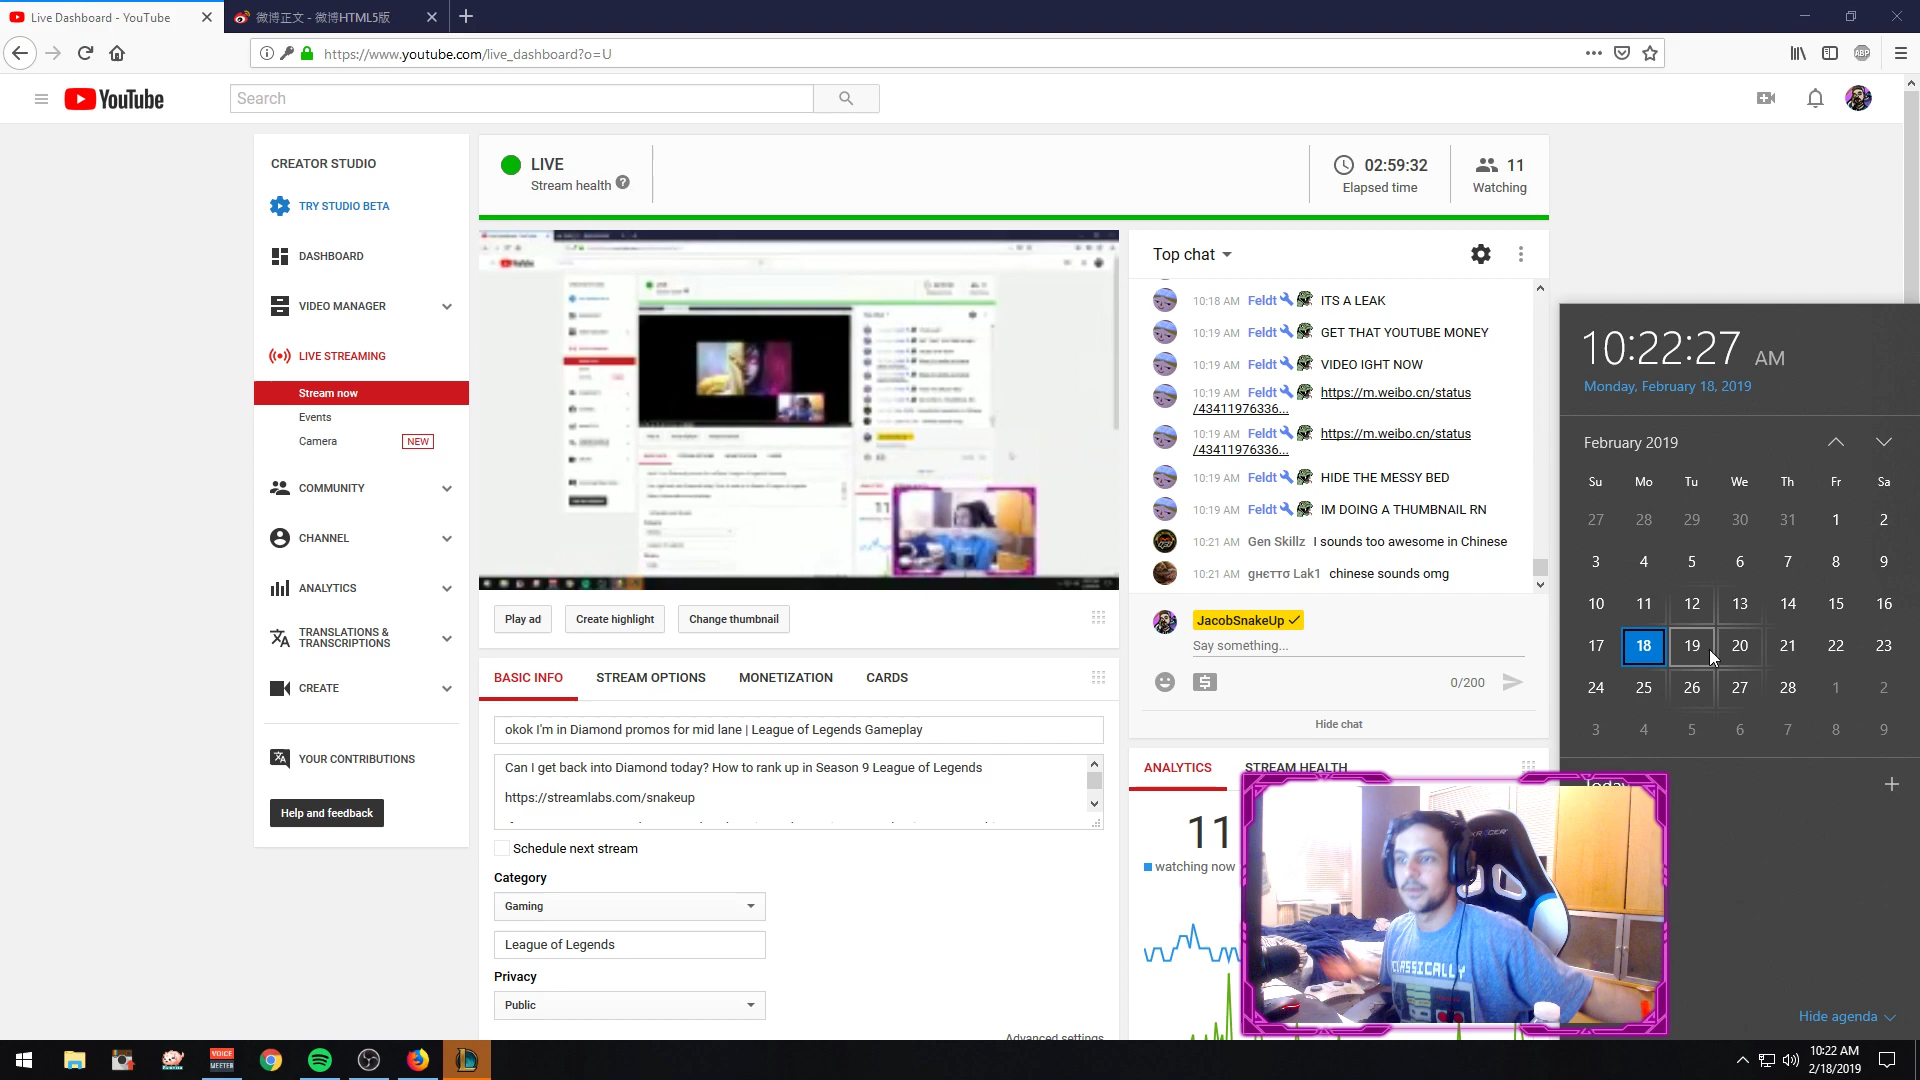 Live Dashboard - YouTube
微博正文 - 微博HTML5版
https://www.youtube.com/live_dashboard?o=U
ABP
YouTube
Search
CREATOR STUDIO
TRY STUDIO BETA
DASHBOARD
VIDEO MANAGER
LIVE STREAMING
Stream now
Events
Camera NEW
COMMUNITY
CHANNEL
ANALYTICS
TRANSLATIONS &
TRANSCRIPTIONS
CREATE
YOUR CONTRIBUTIONS
Help and feedback
LIVE
Stream health
02:59:32
Elapsed time
11
Watching
Play ad
Create highlight
Change thumbnail
BASIC INFO
STREAM OPTIONS
MONETIZATION
CARDS
okok I'm in Diamond promos for mid lane | League of Legends Gameplay
Can I get back into Diamond today? How to rank up in Season 9 League of Legends
https://streamlabs.com/snakeup
Schedule next stream
Category
Gaming
League of Legends
Privacy
Public
Advanced settings
Top chat
10:18 AM Feldt ITS A LEAK
10:19 AM Feldt GET THAT YOUTUBE MONEY
10:19 AM Feldt VIDEO IGHT NOW
10:19 AM Feldt https://m.weibo.cn/status
/43411976336...
10:19 AM Feldt https://m.weibo.cn/status
/43411976336...
10:19 AM Feldt HIDE THE MESSY BED
10:19 AM Feldt IM DOING A THUMBNAIL RN
10:21 AM Gen Skillz I sounds too awesome in Chinese
10:21 AM gнєττσ Lak1 chinese sounds omg
JacobSnakeUp
Say something...
0/200
Hide chat
ANALYTICS
STREAM HEALTH
11
watching now
CLASSICALLY
10:22:27 AM
Monday, February 18, 2019
February 2019
Su Mo Tu We Th Fr Sa
27 28 29 30 31 1 2
3 4 5 6 7 8 9
10 11 12 13 14 15 16
17 18 19 20 21 22 23
24 25 26 27 28 1 2
3 4 5 6 7 8 9
Today
Hide agenda
VOICE
MEETER
10:22 AM
2/18/2019